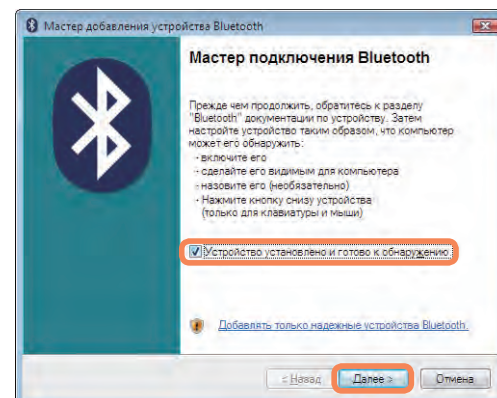 Мастер добавления устройства Bluetooth
Мастер подключения Bluetooth
Прежде чем продолжить, обратитесь к разделу
"Bluetooth" документации по устройству. Затем
настройте устройство таким образом, что компьютер
может его обнаружить:
- включите его
- сделайте его видимым для компьютера
- назовите его (необязательно)
- Нажмите кнопку снизу устройства
(только для клавиатуры и мыши)
Устройство установлено и готово к обнаружению
Добавлять только надежные устройства Bluetooth.
< Назад Далее > Отмена